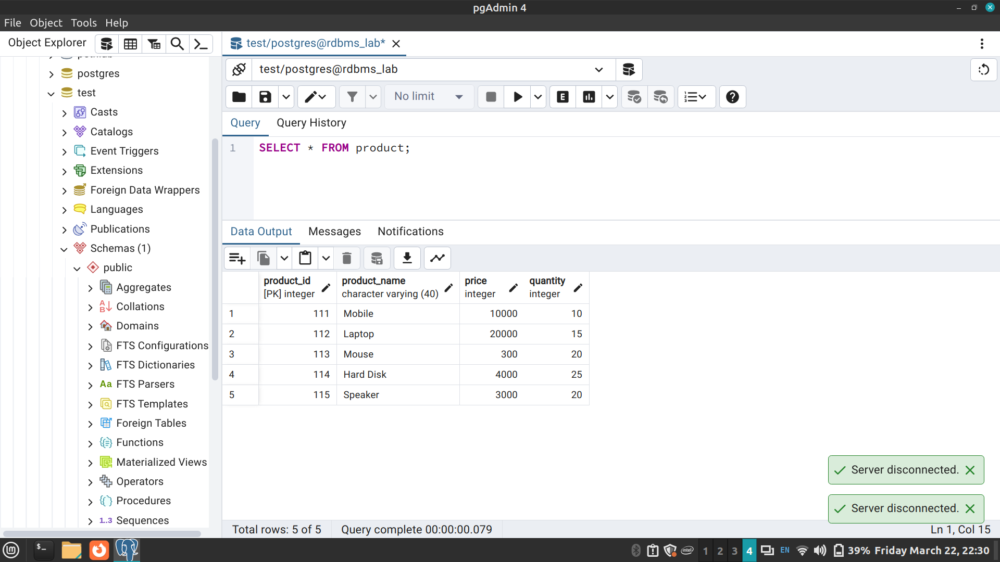 pgAdmin 4
File Object Tools Help
Object Explorer
test/postgres@rdbms_lab*
test/postgres@rdbms_lab
No limit
E
Query Query History
1 SELECT * FROM product;
Data Output Messages Notifications
postgres
test
Casts
Catalogs
Event Triggers
Extensions
Foreign Data Wrappers
Languages
Publications
Schemas (1)
public
Aggregates
Collations
Domains
FTS Configurations
FTS Dictionaries
Aa FTS Parsers
FTS Templates
Foreign Tables
Functions
Materialized Views
Operators
Procedures
1..3 Sequences
product_id product_name price quantity
[PK] integer character varying (40) integer integer
1 111 Mobile 10000 10
2 112 Laptop 20000 15
3 113 Mouse 300 20
4 114 Hard Disk 4000 25
5 115 Speaker 3000 20
Server disconnected.
Server disconnected.
Total rows: 5 of 5 Query complete 00:00:00.079 Ln 1, Col 15
intel 1 2 3 4 EN 39% Friday March 22, 22:30